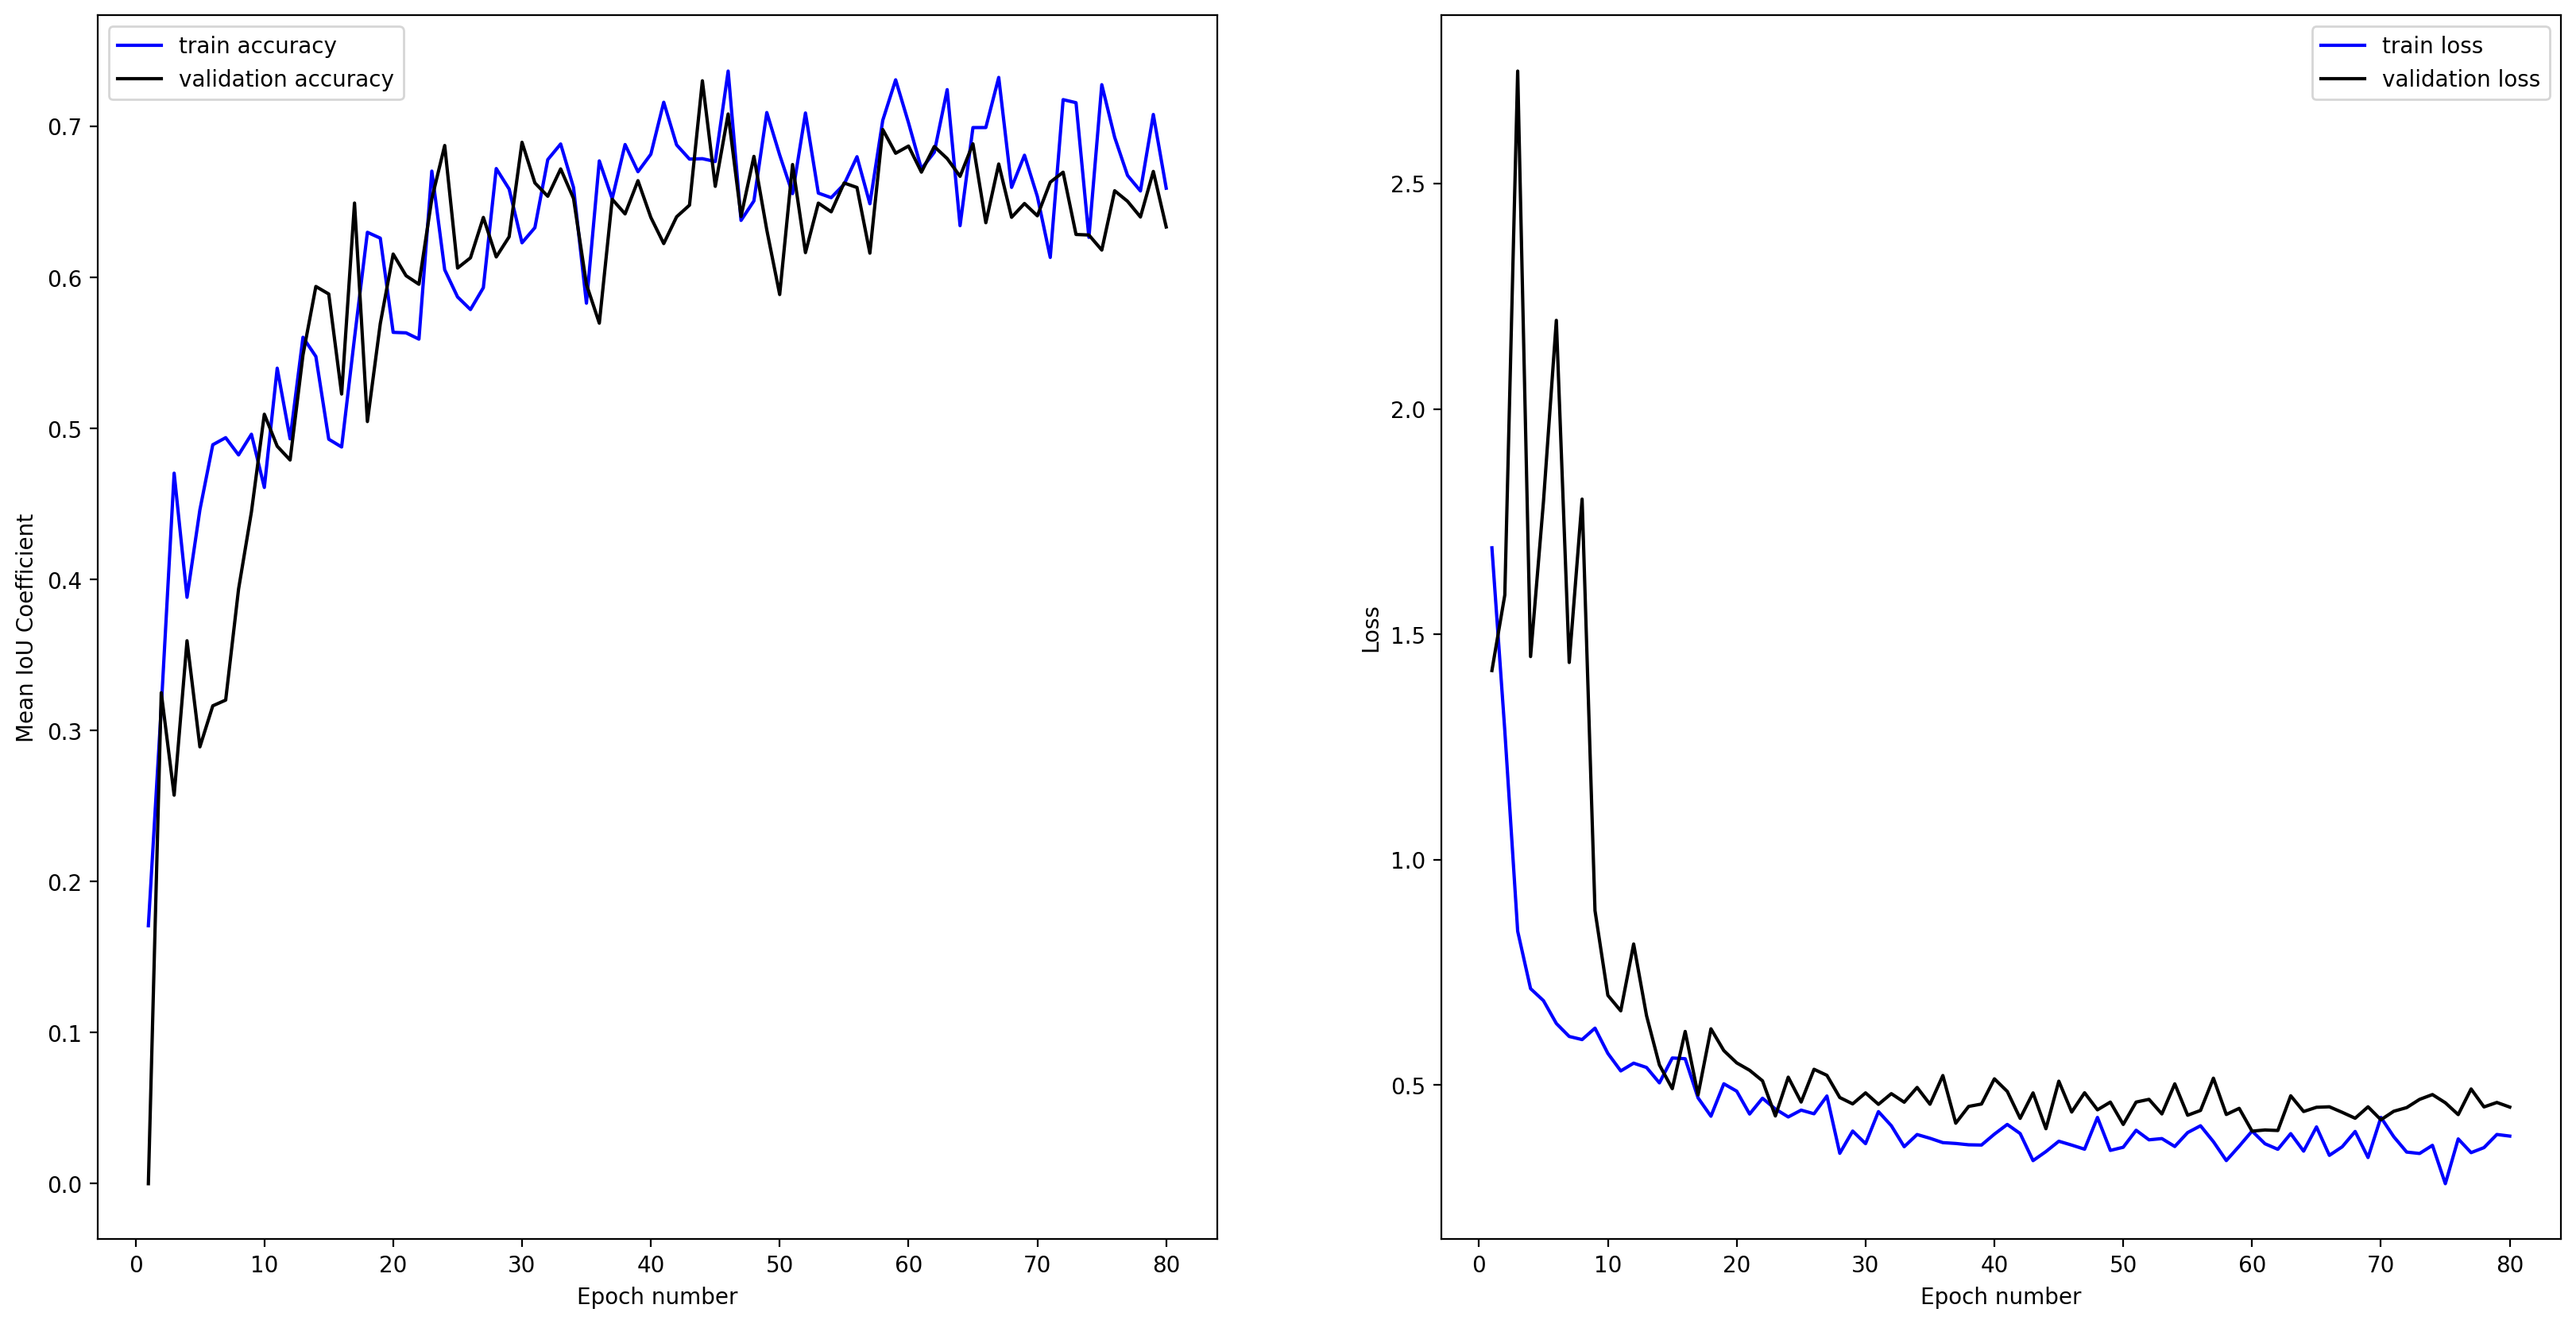 train accuracy
validation accuracy
0.7
0.6
0.5
0.4
0.3
0.2
0.1
0.0
Mean IoU Coefficient
0 10 20 30 40 50 60 70 80
Epoch number
train loss
validation loss
2.5
2.0
1.5
1.0
0.5
Loss
0 10 20 30 40 50 60 70 80
Epoch number